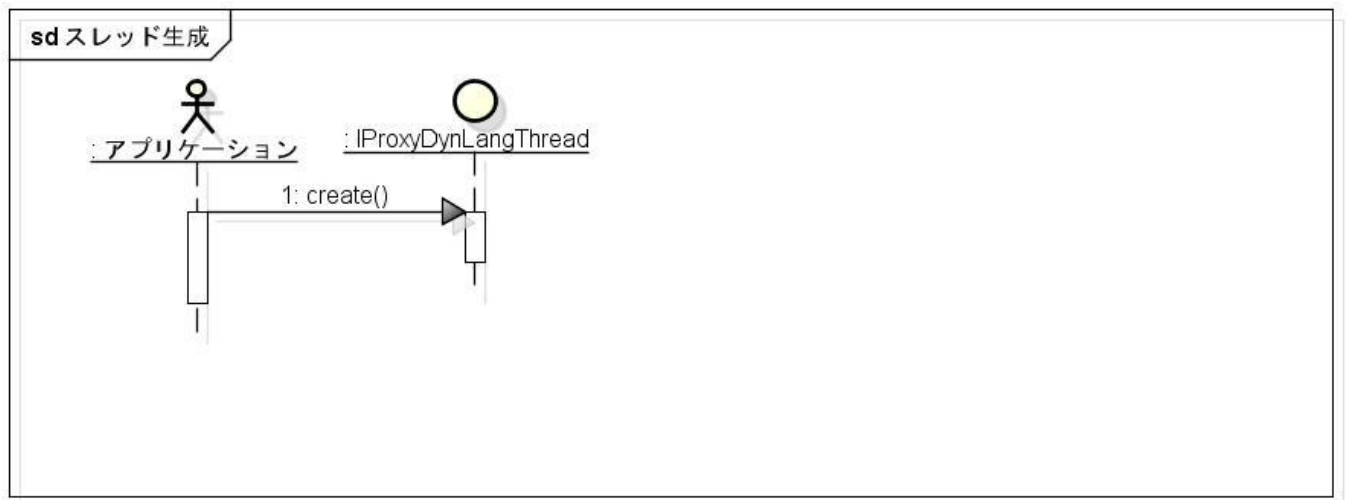 sd スレッド生成
: アプリケーション
: IProxyDynLangThread
1: create()